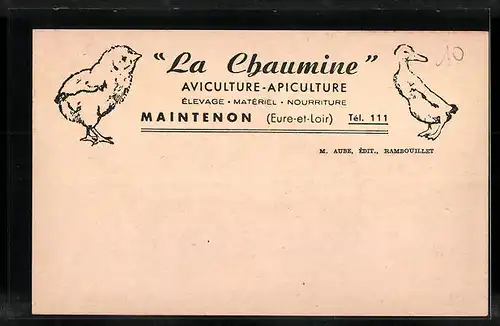 "La Chaumine"
AVICULTURE-APICULTURE
ÉLEVAGE • MATÉRIEL • NOURRITURE
MAINTENON (Eure-et-Loir) Tél. 111
M. AUBE, ÉDIT., RAMBOUILLET
10